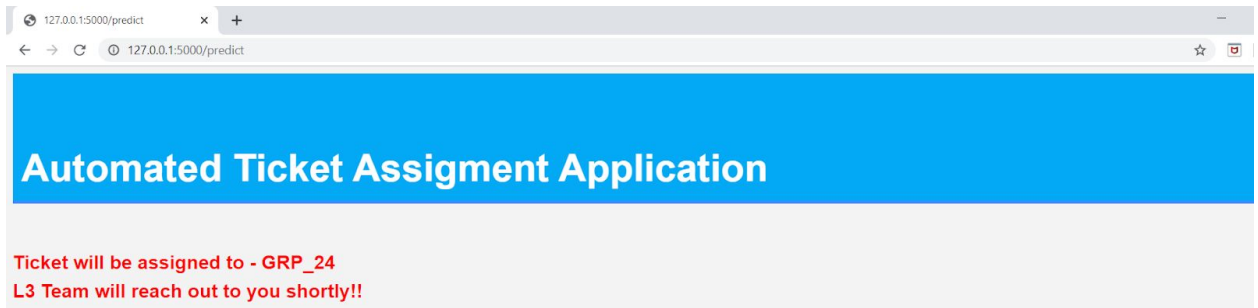 127.0.0.1:5000/predict
127.0.0.1:5000/predict
Automated Ticket Assigment Application
Ticket will be assigned to - GRP_24
L3 Team will reach out to you shortly!!